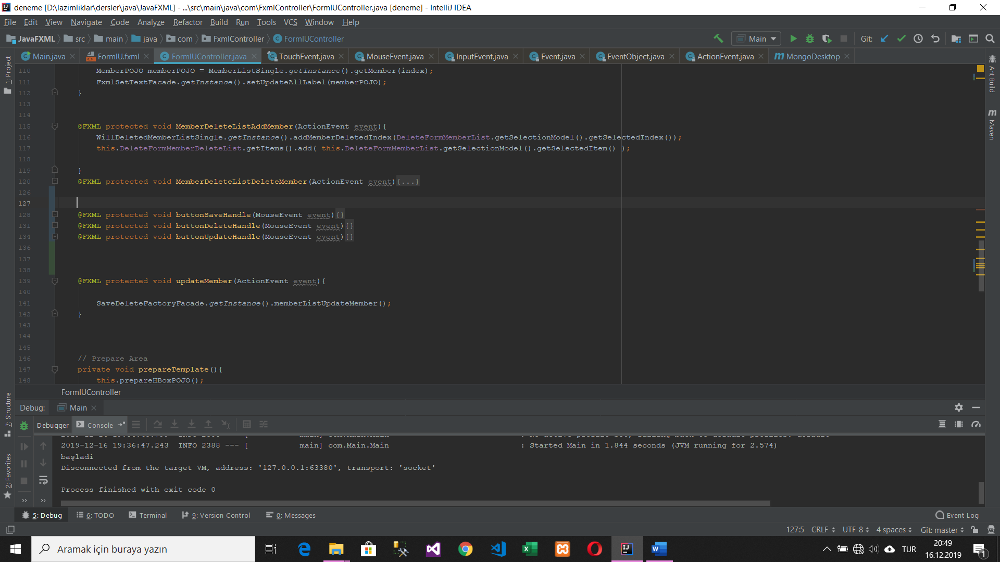 deneme [D:\lazimliklar\dersler\java\JavaFXML] - ...\src\main\java\com\FxmlController\FormIUController.java [deneme] - IntelliJ IDEA
File Edit View Navigate Code Analyze Refactor Build Run Tools VCS Window Help
JavaFXML src main java com FxmlController FormIUController Main Git:
Main.java FormIU.fxml FormIUController.java TouchEvent.java MouseEvent.java InputEvent.java Event.java EventObject.java ActionEvent.java MongoDesktop
1: Project
Ant Build
Maven
110 MemberPOJO memberPOJO = MemberListSingle.getInstance().getMember(index);
111 FxmlSetTextFacade.getInstance().setUpdateAllLabel(memberPOJO);
112 }
113
114
115 @FXML protected void MemberDeleteListAddMember(ActionEvent event){
116 WillDeletedMemberListSingle.getInstance().addMemberDeletedIndex(DeleteFormMemberList.getSelectionModel().getSelectedIndex());
117 this.DeleteFormMemberDeleteList.getItems().add( this.DeleteFormMemberList.getSelectionModel().getSelectedItem() );
118
119 }
120 @FXML protected void MemberDeleteListDeleteMember(ActionEvent event){...}
126
127
128 @FXML protected void buttonSaveHandle(MouseEvent event){}
131 @FXML protected void buttonDeleteHandle(MouseEvent event){}
134 @FXML protected void buttonUpdateHandle(MouseEvent event){}
136
137
138
139 @FXML protected void updateMember(ActionEvent event){
140
141 SaveDeleteFactoryFacade.getInstance().memberListUpdateMember();
142 }
143
144
145
146 // Prepare Area
147 private void prepareTemplate(){
148 this.prepareHBoxPOJO();
FormIUController
7: Structure
2: Favorites
Debug: Main
Debugger Console
2019-12-16 19:36:47.243 INFO 2388 --- [ main] com.Main.Main : Started Main in 1.844 seconds (JVM running for 2.574)
başladi
Disconnected from the target VM, address: '127.0.0.1:63380', transport: 'socket'
Process finished with exit code 0
5: Debug 6: TODO Terminal 9: Version Control 0: Messages Event Log
127:5 CRLF UTF-8 4 spaces Git: master
Aramak için buraya yazın
TUR
20:49
16.12.2019
1